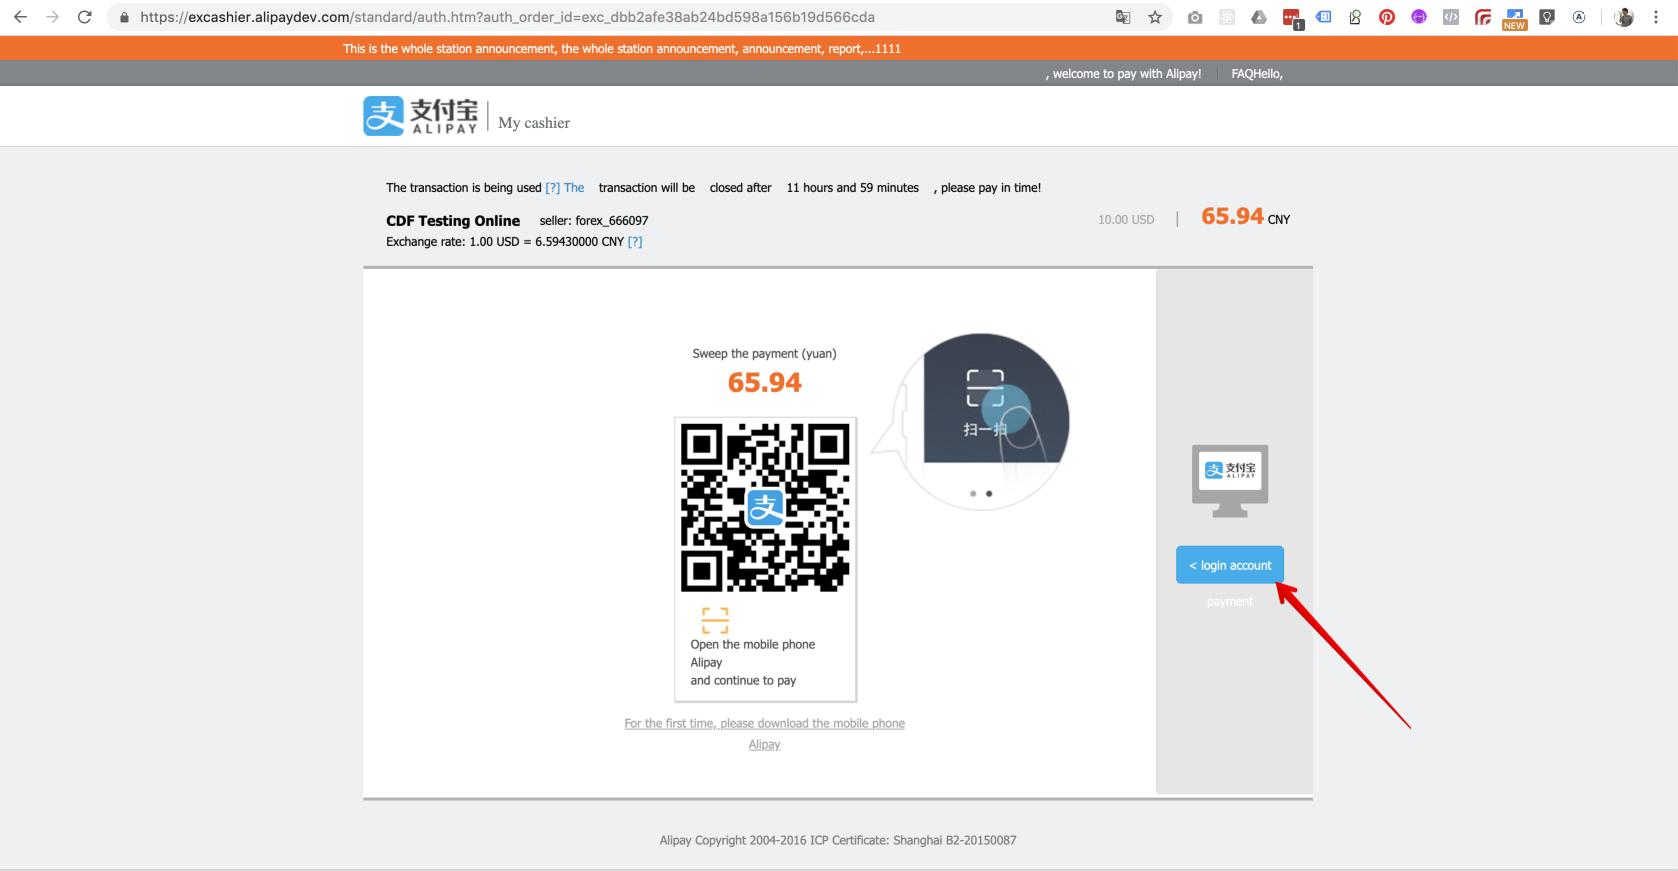 https://excashier.alipaydev.com/standard/auth.htm?auth_order_id=exc_dbb2afe38ab24bd598a156b19d566cda
1
NEW
This is the whole station announcement, the whole station announcement, announcement, report,...1111
, welcome to pay with Alipay!
FAQHello,
支
支付宝
ALIPAY
My cashier
The transaction is being used [?] The transaction will be closed after 11 hours and 59 minutes , please pay in time!
CDF Testing Online seller: forex_666097
10.00 USD | 65.94 CNY
Exchange rate: 1.00 USD = 6.59430000 CNY [?]
Sweep the payment (yuan)
65.94
扫一扫
支
支
支付宝
ALIPAY
< login account
payment
Open the mobile phone
Alipay
and continue to pay
For the first time, please download the mobile phone
Alipay
Alipay Copyright 2004-2016 ICP Certificate: Shanghai B2-20150087